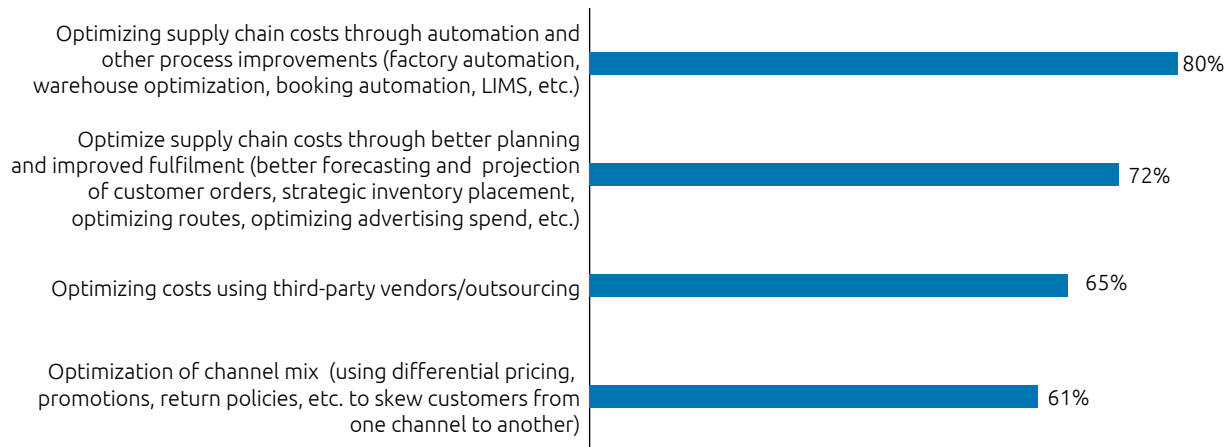 Optimizing supply chain costs through automation and
other process improvements (factory automation,
warehouse optimization, booking automation, LIMS, etc.)
80%
Optimize supply chain costs through better planning
and improved fulfilment (better forecasting and  projection
of customer orders, strategic inventory placement,
optimizing routes, optimizing advertising spend, etc.)
72%
Optimizing costs using third-party vendors/outsourcing
65%
Optimization of channel mix  (using differential pricing,
promotions, return policies, etc. to skew customers from
one channel to another)
61%